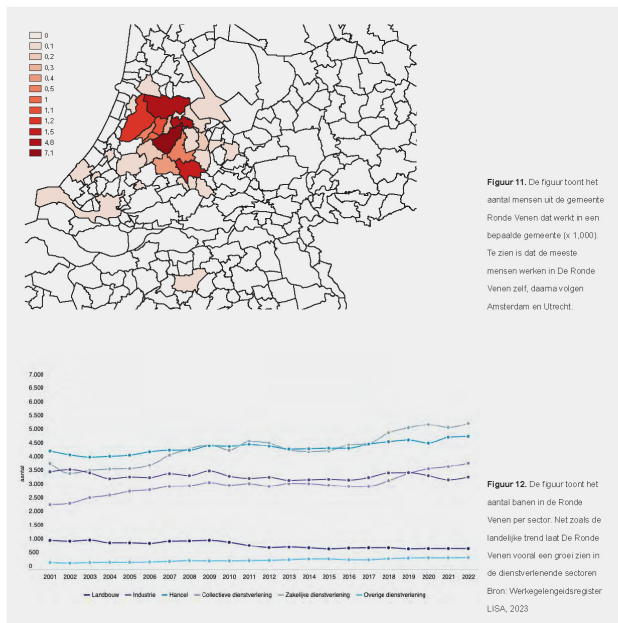 0
0,1
0,2
0,3
0,4
0,5
1
1,1
1,2
1,5
4,8
7,1
Figuur 11. De figuur toont het
aantal mensen uit de gemeente
Ronde Venen dat werkt in een
bepaalde gemeente (x 1,000).
Te zien is dat de meeste
mensen werken in De Ronde
Venen zelf, daarna volgen
Amsterdam en Utrecht.
7.000
6.500
6.000
5.500
5.000
4.500
4.000
3.500
3.000
2.500
2.000
1.500
1.000
500
0
aantal
2001 2002 2003 2004 2005 2006 2007 2008 2009 2010 2011 2012 2013 2014 2015 2016 2017 2018 2019 2020 2021 2022
Landbouw Industrie Handel Collectieve dienstverlening Zakelijke dienstverlening Overige dienstverlening
Figuur 12. De figuur toont het
aantal banen in de Ronde
Venen per sector. Net zoals de
landelijke trend laat De Ronde
Venen vooral een groei zien in
de dienstverlenende sectoren
Bron: Werkegelengeidsregister
LISA, 2023